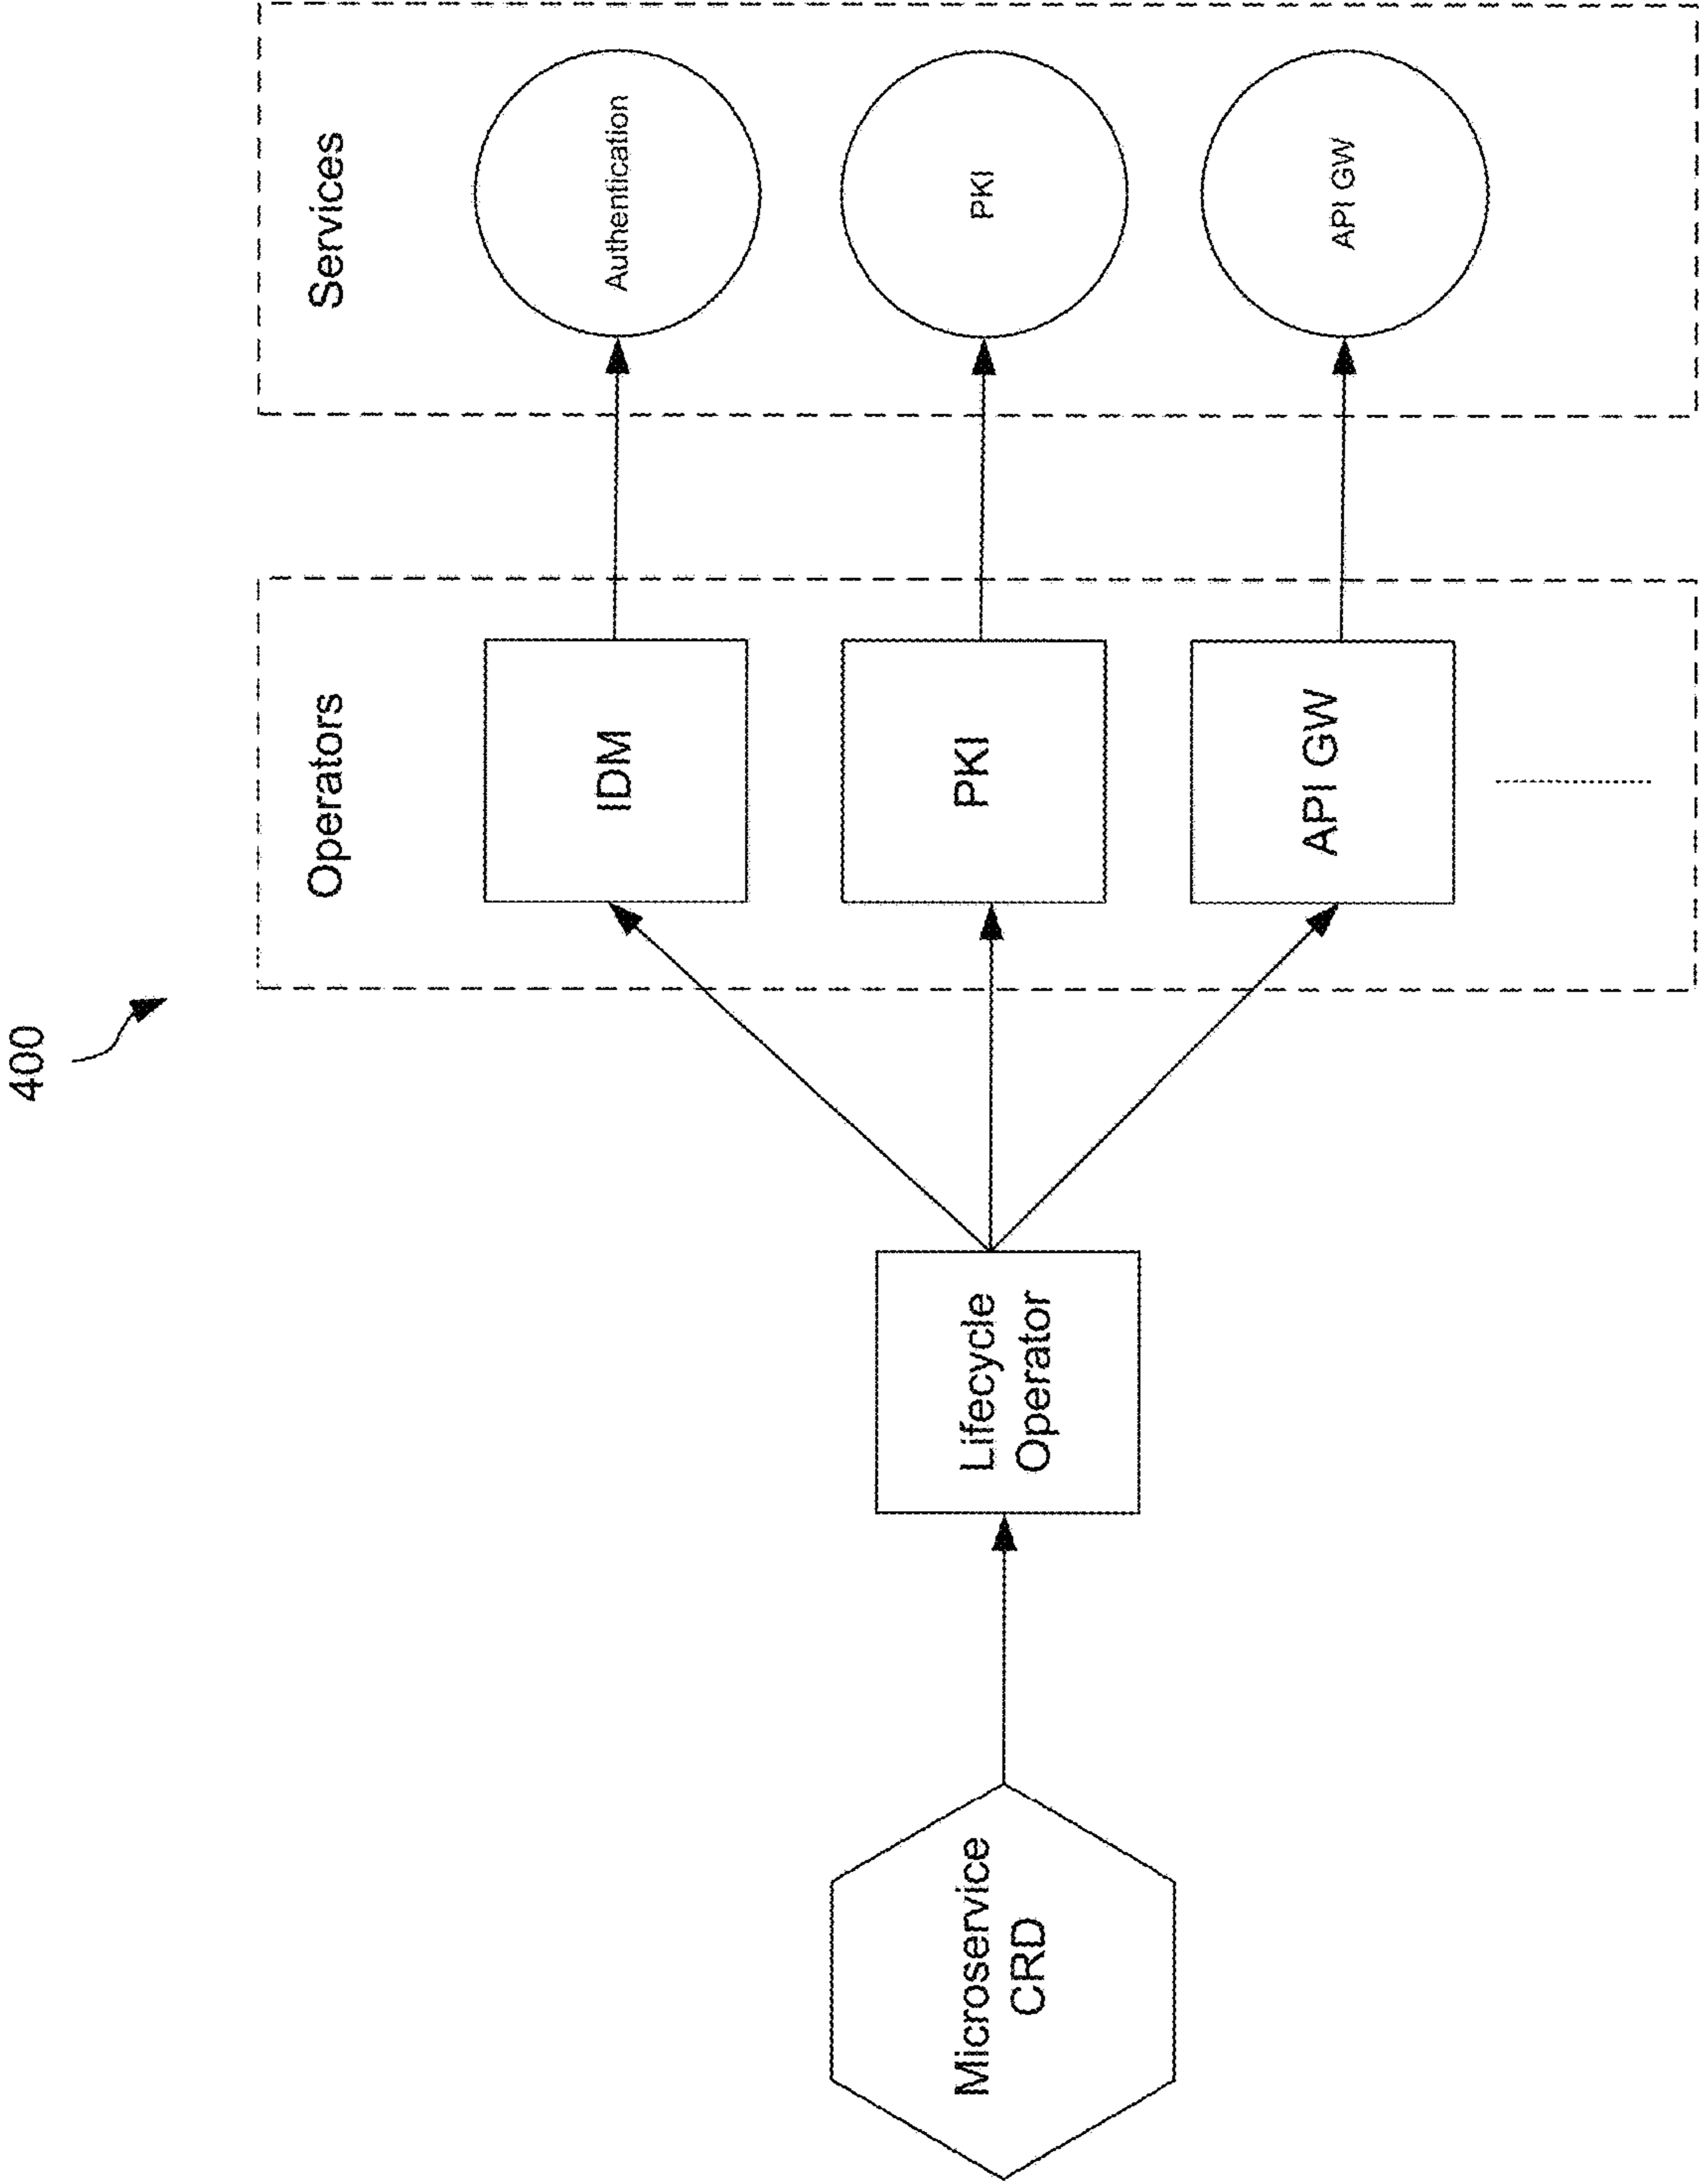 400
Microservice
CRD
Lifecycle
Operator
Operators
IDM
PKI
API GW
Services
Authentication
PKI
API GW